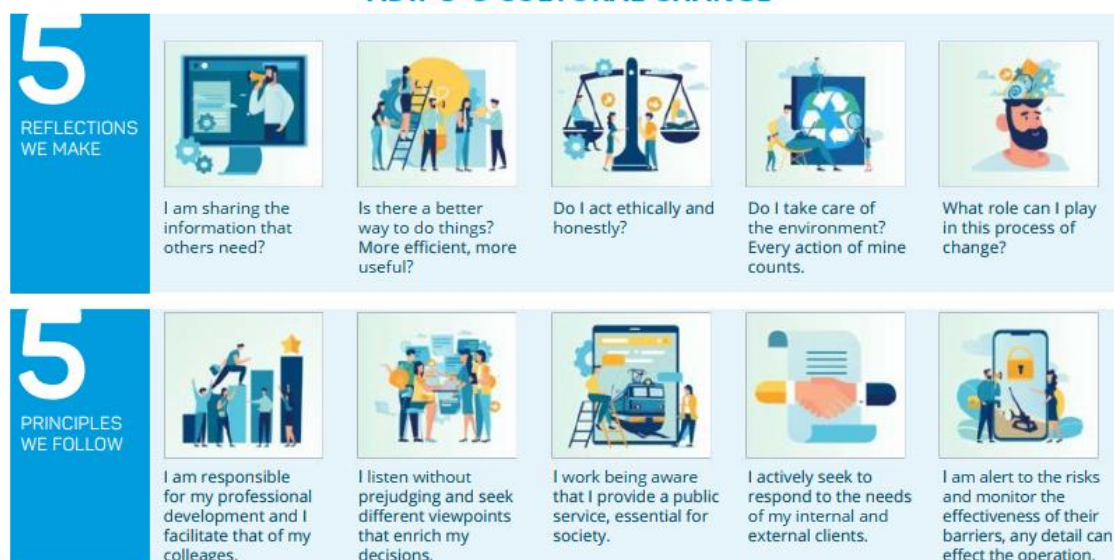 5
REFLECTIONS
WE MAKE
I am sharing the
information that
others need?
Is there a better
way to do things?
More efficient, more
useful?
Do I act ethically and
honestly?
Do I take care of
the environment?
Every action of mine
counts.
What role can I play
in this process of
change?
5
PRINCIPLES
WE FOLLOW
I am responsible
for my professional
development and I
facilitate that of my
colleages.
I listen without
prejudging and seek
different viewpoints
that enrich my
decisions.
I work being aware
that I provide a public
service, essential for
society.
I actively seek to
respond to the needs
of my internal and
external clients.
I am alert to the risks
and monitor the
effectiveness of their
barriers, any detail can
effect the operation.